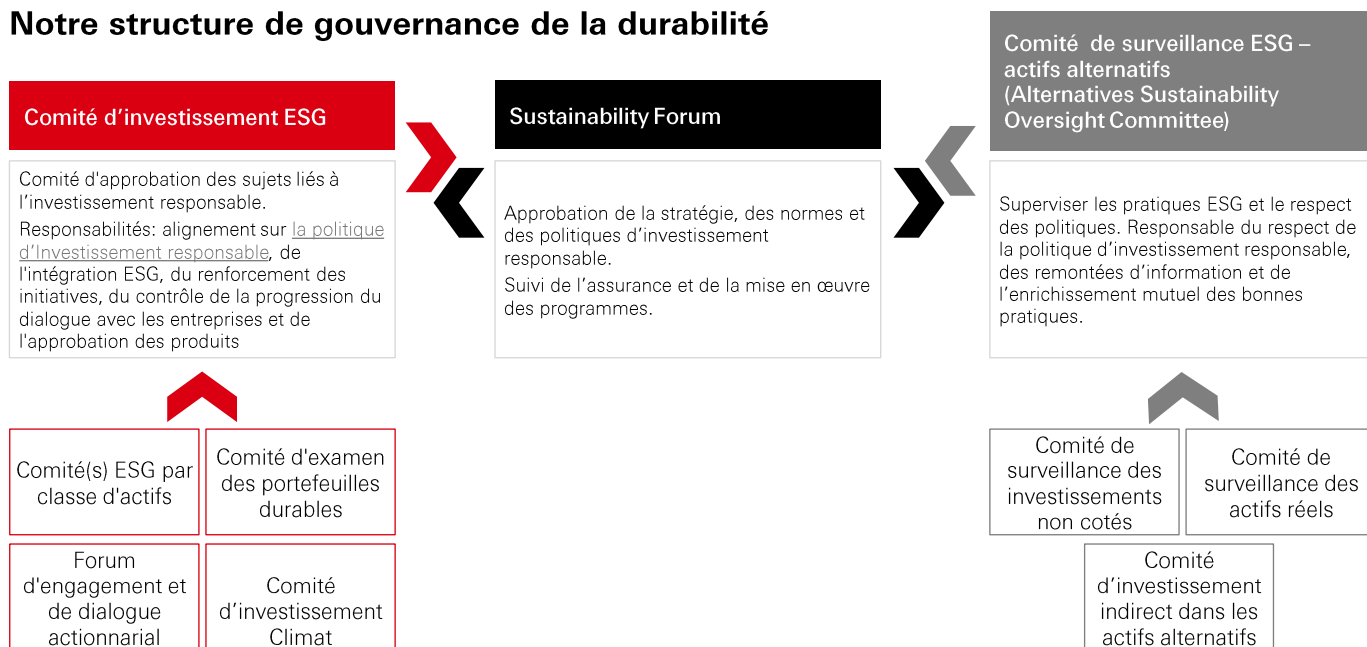 Notre structure de gouvernance de la durabilité
Comité d’investissement ESG
Comité d'approbation des sujets liés à
l’investissement responsable.
Responsabilités: alignement sur la politique
d’Investissement responsable, de
l'intégration ESG, du renforcement des
initiatives, du contrôle de la progression du
dialogue avec les entreprises et de
l'approbation des produits
Comité(s) ESG par
classe d'actifs
Comité d'examen
des portefeuilles
durables
Forum
d'engagement et
de dialogue
actionnarial
Comité
d’investissement
Climat
Sustainability Forum
Approbation de la stratégie, des normes et
des politiques d’investissement
responsable.
Suivi de l’assurance et de la mise en œuvre
des programmes.
Comité de surveillance ESG –
actifs alternatifs
(Alternatives Sustainability
Oversight Committee)
Superviser les pratiques ESG et le respect
des politiques. Responsable du respect de
la politique d’investissement responsable,
des remontées d’information et de
l’enrichissement mutuel des bonnes
pratiques.
Comité de
surveillance des
investissements
non cotés
Comité de
surveillance des
actifs réels
Comité
d’investissement
indirect dans les
actifs alternatifs